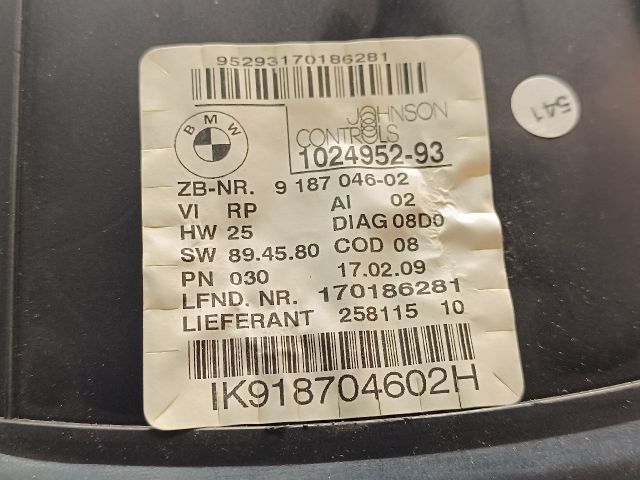 95293170186281
BMW
JOHNSON
CONTROLS
1024952-93
ZB-NR. 9 187 046-02
VI RP AI 02
HW 25 DIAG 08D0
SW 89.45.80 COD 08
PN 030 17.02.09
LFND. NR. 170186281
LIEFERANT 258115 10
IK918704602H
541